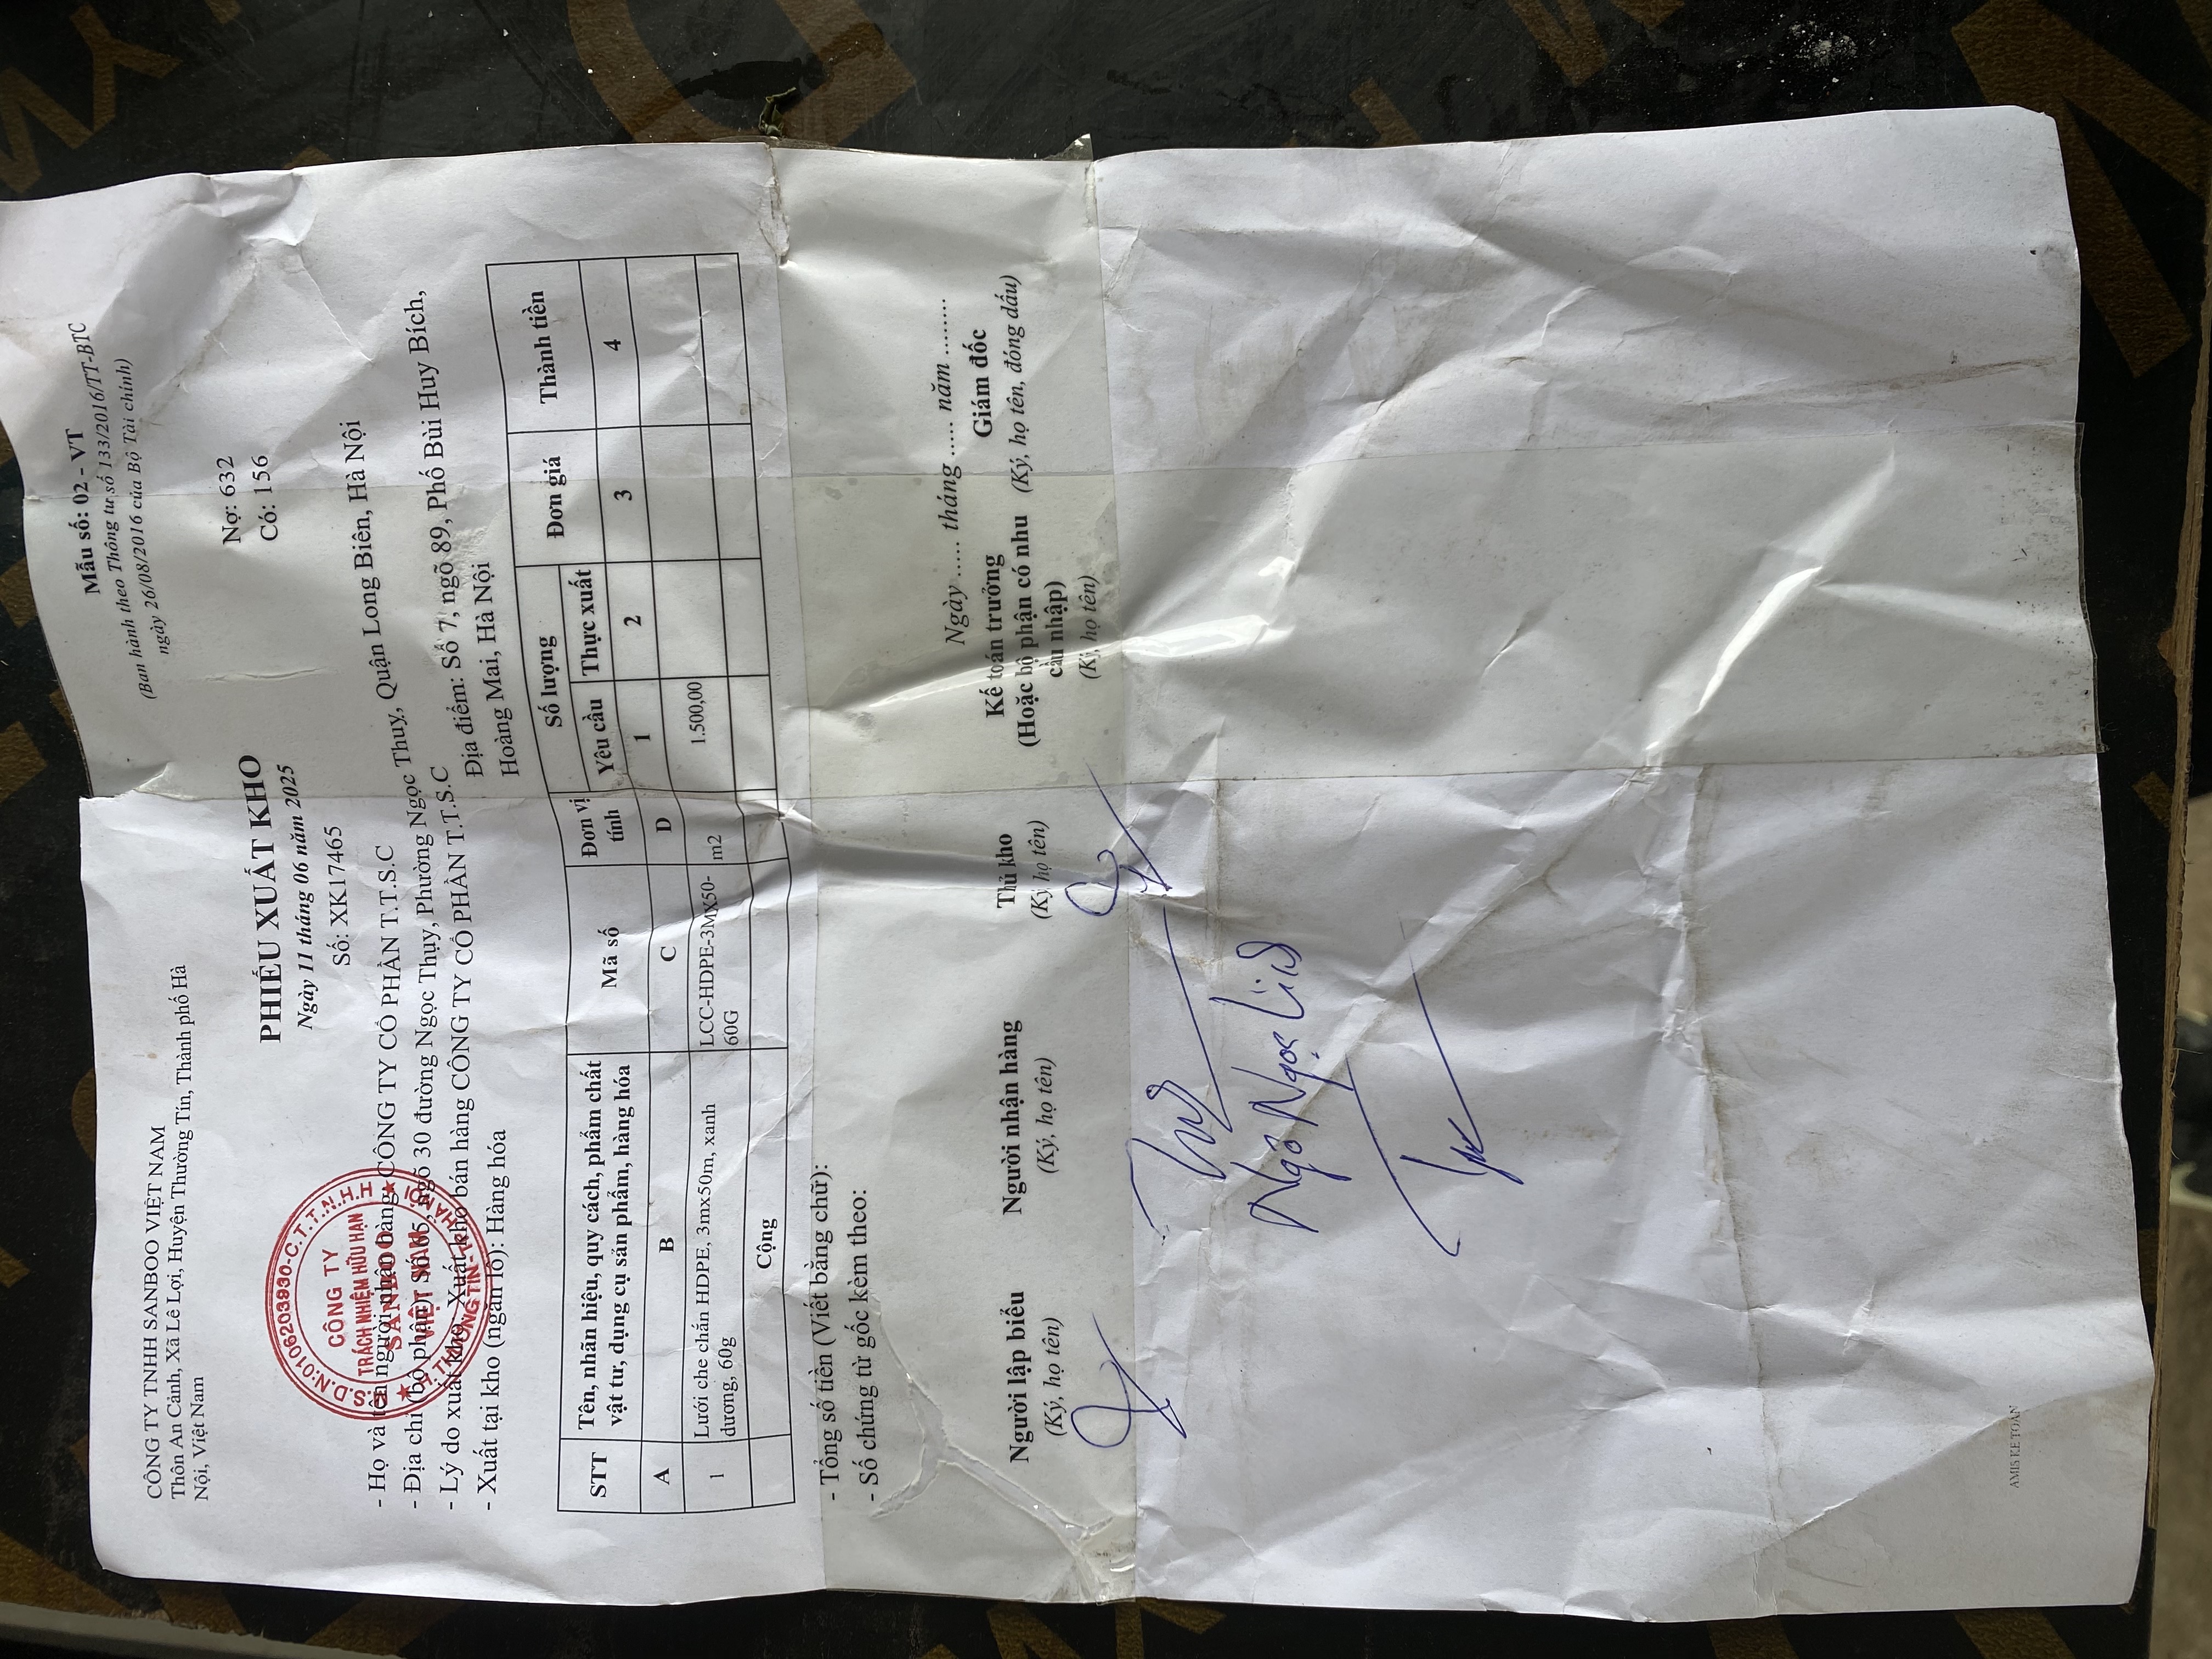 CÔNG TY TNHH SANBOO VIỆT NAM
Thôn An Cảnh, Xã Lê Lợi, Huyện Thường Tín, Thành phố Hà
Nội, Việt Nam
Mẫu số: 02 - VT
(Ban hành theo Thông tư số 133/2016/TT-BTC
ngày 26/08/2016 của Bộ Tài chính)
PHIẾU XUẤT KHO
Ngày 11 tháng 06 năm 2025
Số: XK17465
Nợ: 632
Có: 156
S.D.N:0106203930-C.T.T.N.H.H
CÔNG TY
TRÁCH NHIỆM HỮU HẠN
SANBOO
VIỆT NAM
H.THƯỜNG TÍN - T.P HÀ NỘI
- Họ và tên người nhận hàng: CÔNG TY CỔ PHẦN T.T.S.C
- Địa chỉ (bộ phận): Số 65, ngõ 30 đường Ngọc Thụy, Phường Ngọc Thuỵ, Quận Long Biên, Hà Nội
- Lý do xuất kho: Xuất kho bán hàng CÔNG TY CỔ PHẦN T.T.S.C
- Xuất tại kho (ngăn lô): Hàng hóa
Địa điểm: Số 7, ngõ 89, Phố Bùi Huy Bích,
Hoàng Mai, Hà Nội
STT Tên, nhãn hiệu, quy cách, phẩm chất vật tư, dụng cụ sản phẩm, hàng hóa Mã số Đơn vị tính Số lượng Đơn giá Thành tiền
Yêu cầu Thực xuất
A B C D 1 2 3 4
1 Lưới che chắn HDPE, 3mx50m, xanh LCC-HDPE-3MX50- m2 1.500,00
dương, 60g 60G
Cộng
- Tổng số tiền (Viết bằng chữ):
- Số chứng từ gốc kèm theo:
Ngày ..... tháng ..... năm ........
Người lập biểu Người nhận hàng Thủ kho Kế toán trưởng Giám đốc
(Ký, họ tên) (Ký, họ tên) (Ký, họ tên) (Hoặc bộ phận có nhu (Ký, họ tên, đóng dấu)
cầu nhập)
(Ký, họ tên)
Ngô Ngọc
AMIS KE TOAN